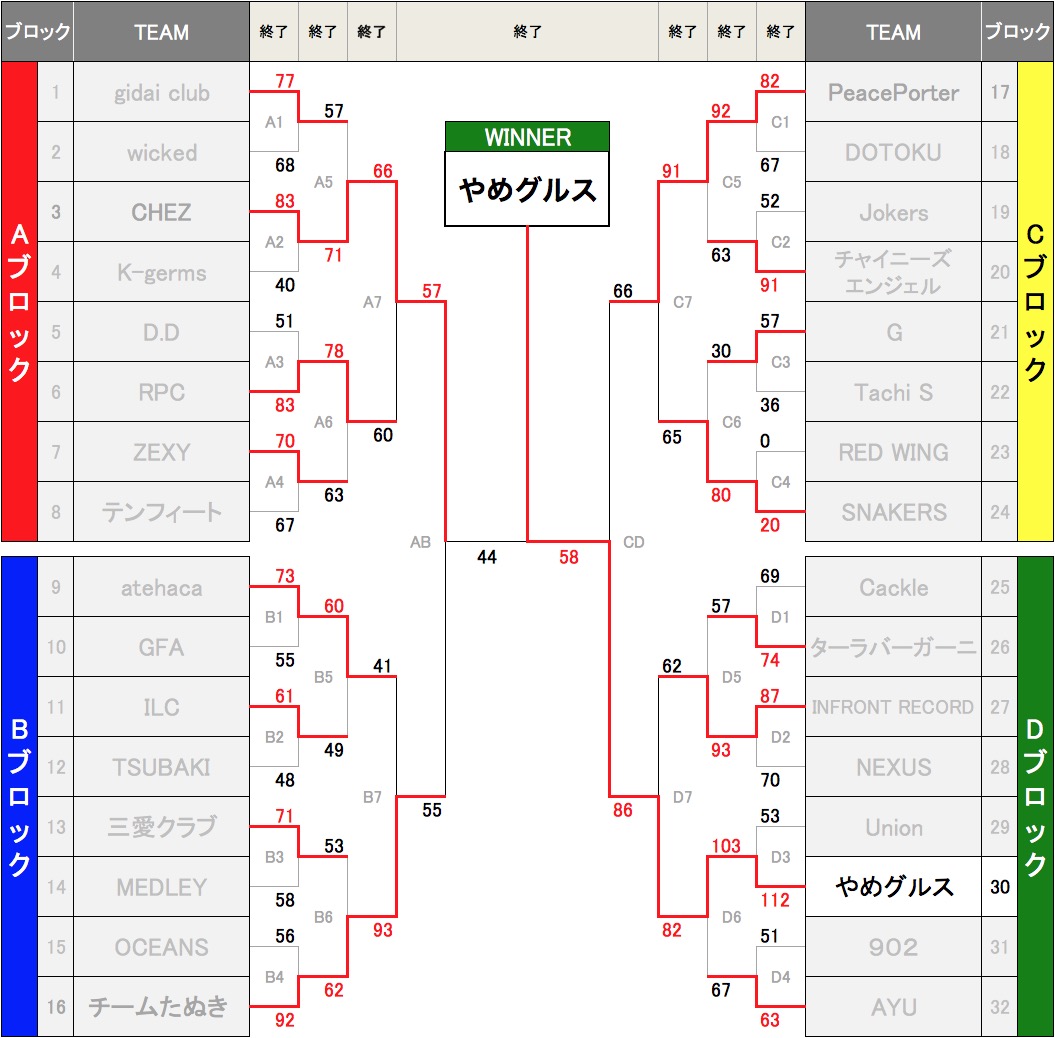 ブロック TEAM 終了 終了 終了 終了 終了 終了 終了 TEAM ブロック
Aブロック
1 gidai club
2 wicked
3 CHEZ
4 K-germs
5 D.D
6 RPC
7 ZEXY
8 テンフィート
Bブロック
9 atehaca
10 GFA
11 ILC
12 TSUBAKI
13 三愛クラブ
14 MEDLEY
15 OCEANS
16 チームたぬき
77
A1
68
83
A2
40
51
A3
83
70
A4
67
73
B1
55
61
B2
48
71
B3
58
56
B4
92
57
A5
71
78
A6
63
60
B5
49
53
B6
62
66
A7
60
41
B7
93
57
AB
55
WINNER
やめグルス
44
58
66
CD
86
91
C7
65
62
D7
82
92
C5
63
30
C6
80
57
D5
93
103
D6
67
82
C1
67
52
C2
91
57
C3
36
0
C4
20
69
D1
74
87
D2
70
53
D3
112
51
D4
63
PeacePorter 17
DOTOKU 18
Jokers 19
チャイニーズ
エンジェル 20
G 21
Tachi S 22
RED WING 23
SNAKERS 24
Cブロック
Cackle 25
ターラバーガーニ 26
INFRONT RECORD 27
NEXUS 28
Union 29
やめグルス 30
902 31
AYU 32
Dブロック